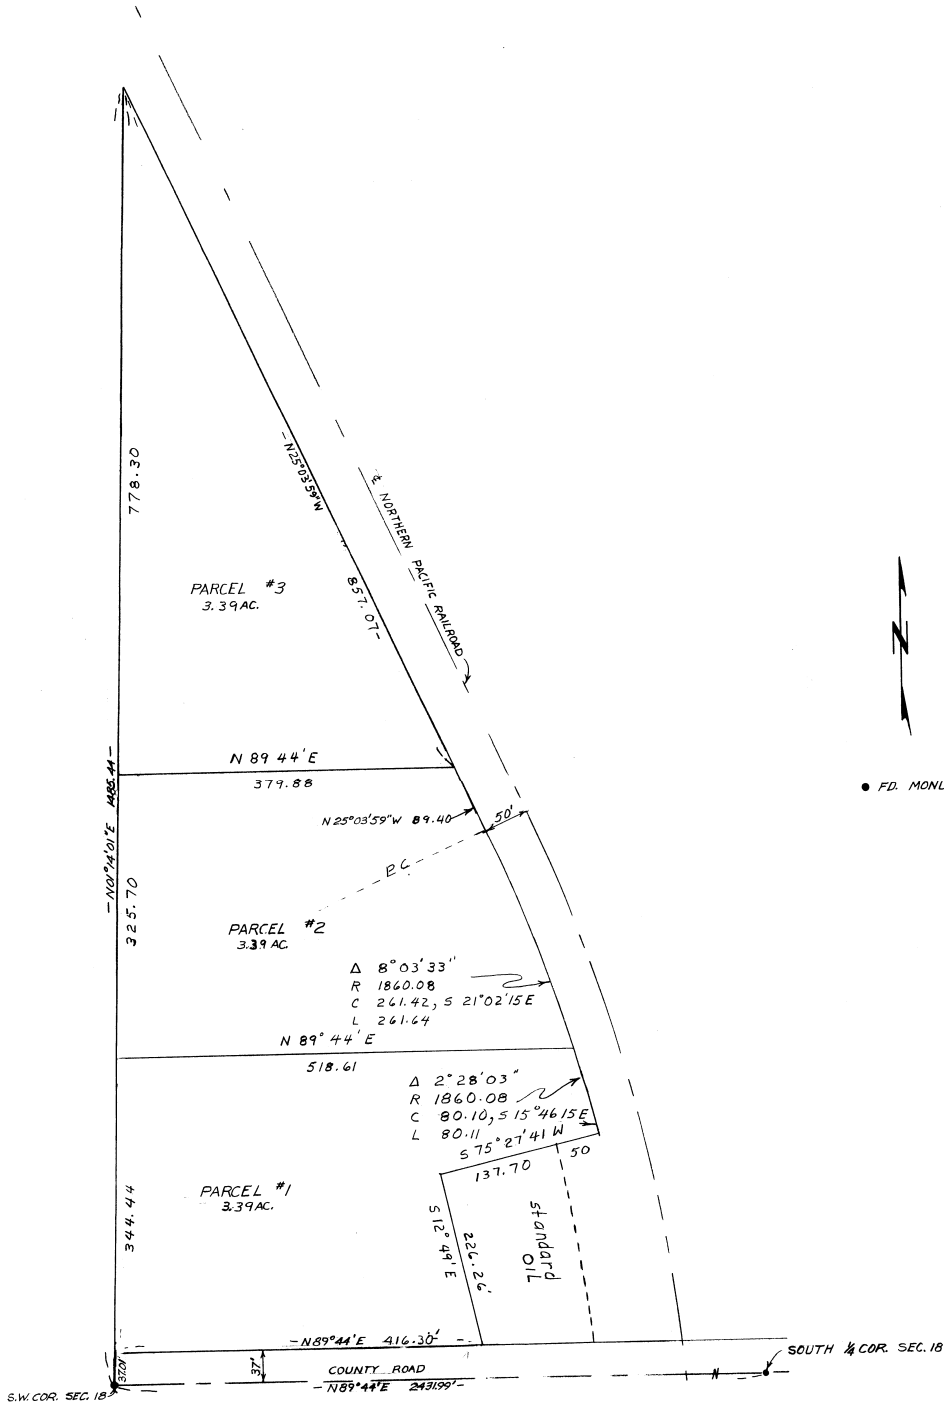 778.30
-N25°03'59"W
857.07-
℄ NORTHERN PACIFIC RAILROAD
PARCEL #3
3.39 AC.
N
N 89 44' E
379.88
-N01°14'01"E 1485.44-
● FD. MONU
N 25°03'59"W 89.40
50'
P.C.
325.70
PARCEL #2
3.39 AC.
Δ 8°03'33"
R 1860.08
C 261.42, S 21°02'15 E
L 261.64
N 89° 44' E
518.61
Δ 2°28'03"
R 1860.08
C 80.10, S 15°46 15 E
L 80.11
S 75°27'41 W
137.70
50
PARCEL #1
3.39 AC.
344.44
S 12° 49' E
226.26'
standard
OIL
-N89°44'E 416.30'-
37.01'
37'
COUNTY ROAD
-N89°44'E 2431.99'-
SOUTH ¼ COR. SEC. 18
S.W. COR. SEC. 18